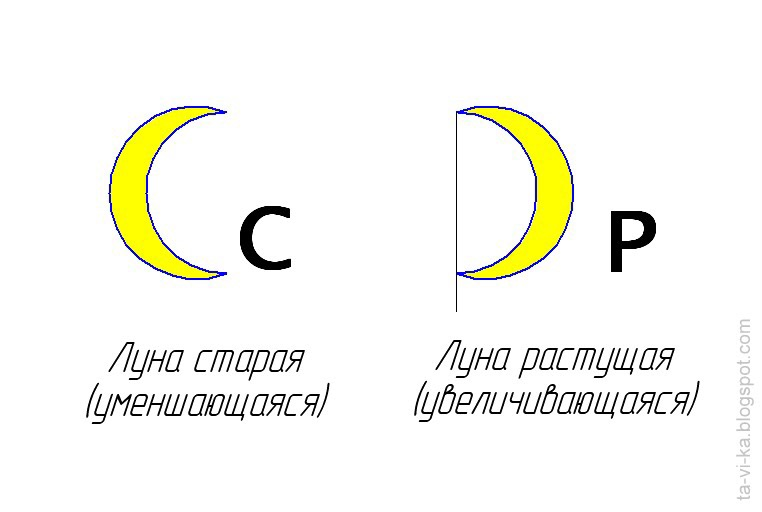 С
Р
Луна старая
(уменшающаяся)
Луна растущая
(увеличивающаяся)
ta-vi-ka.blogspot.com